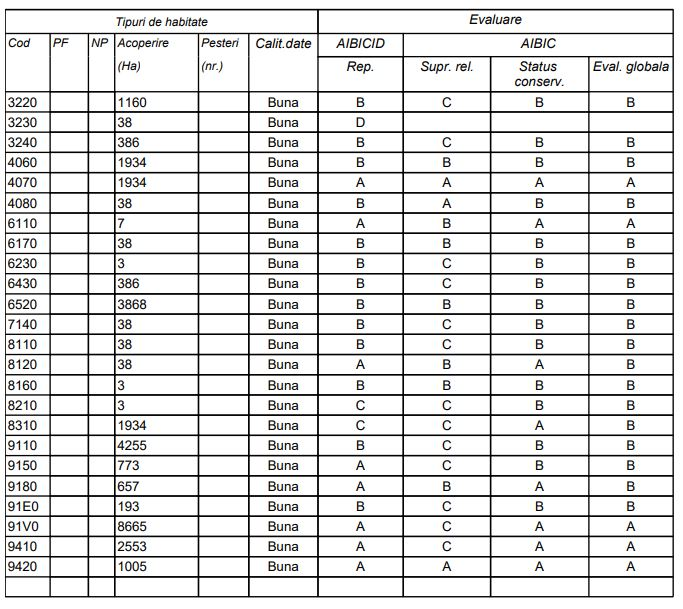 Tipuri de habitate Evaluare
Cod PF NP Acoperire Pesteri Calit.date AIBICID AIBIC
(Ha) (nr.) Rep. Supr. rel. Status Eval. globala
conserv.
3220 1160 Buna B C B B
3230 38 Buna D
3240 386 Buna B C B B
4060 1934 Buna B B B B
4070 1934 Buna A A A A
4080 38 Buna B A B B
6110 7 Buna A B A A
6170 38 Buna B B B B
6230 3 Buna B C B B
6430 386 Buna B C B B
6520 3868 Buna B B B B
7140 38 Buna B C B B
8110 38 Buna B C B B
8120 38 Buna A B A B
8160 3 Buna B B B B
8210 3 Buna C C B B
8310 1934 Buna C C A B
9110 4255 Buna B C B B
9150 773 Buna A C B B
9180 657 Buna A B A B
91E0 193 Buna B C B B
91V0 8665 Buna A C A A
9410 2553 Buna A C A A
9420 1005 Buna A A A A